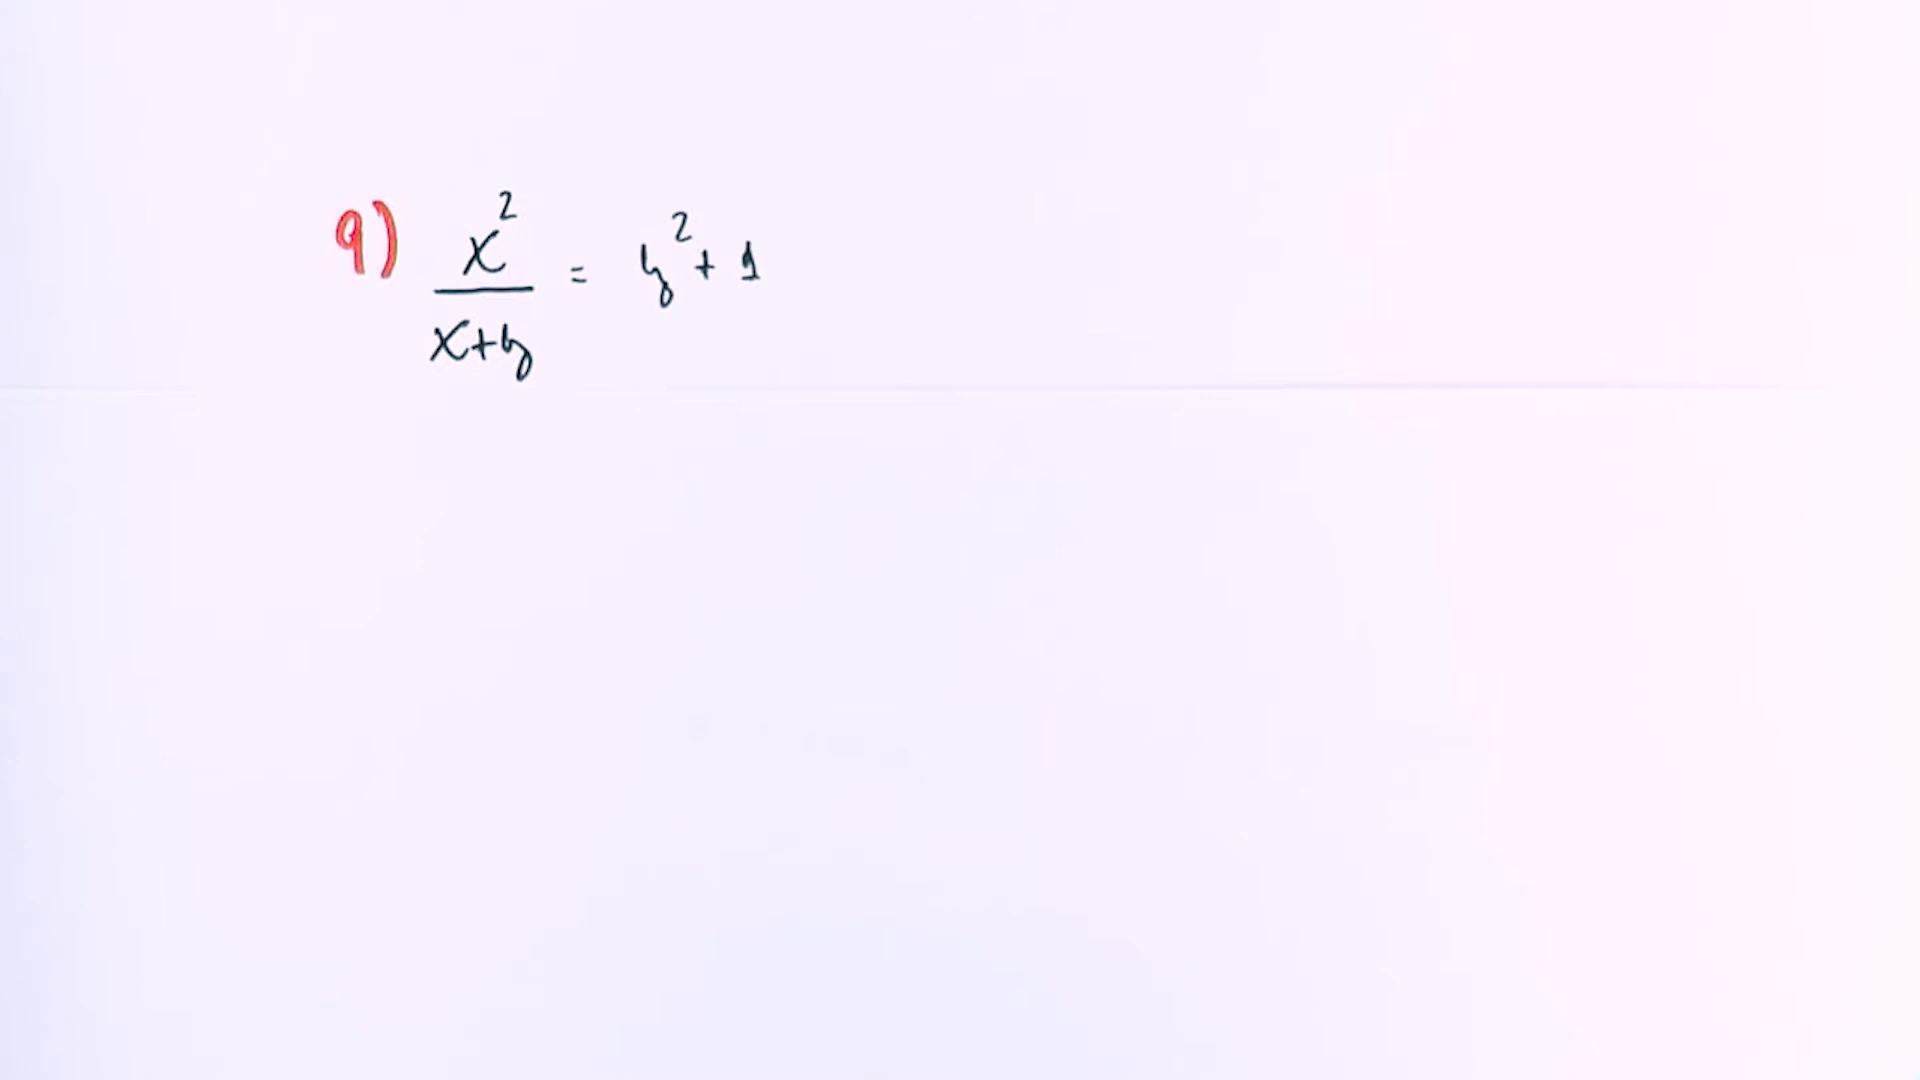 9) x²/(x+y) = y² + 1